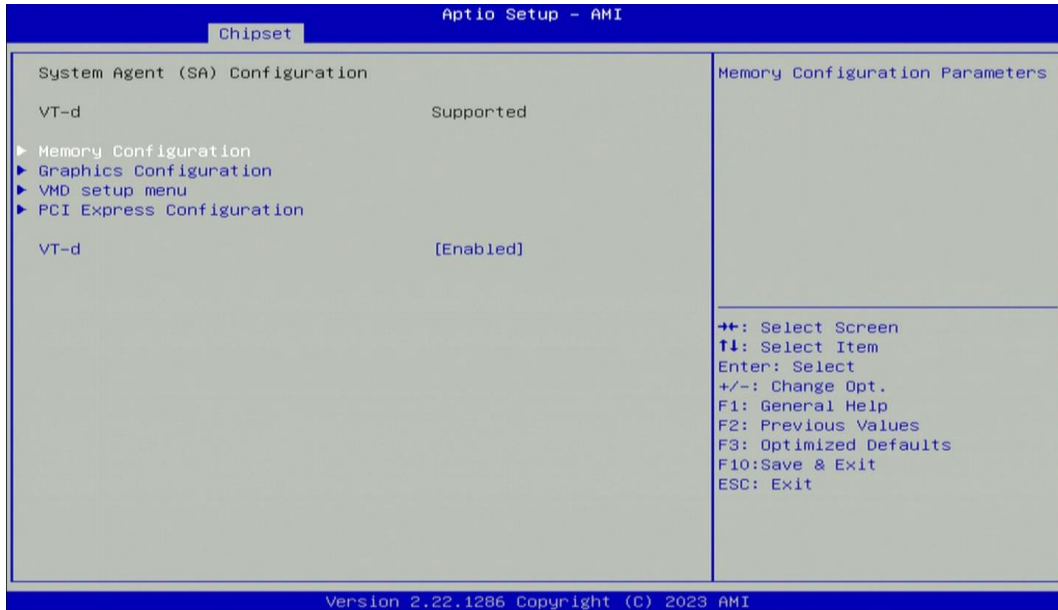 Aptio Setup – AMI
Chipset
System Agent (SA) Configuration
VT-d Supported
► Memory Configuration
► Graphics Configuration
► VMD setup menu
► PCI Express Configuration
VT-d [Enabled]
Memory Configuration Parameters
→←: Select Screen
↑↓: Select Item
Enter: Select
+/-: Change Opt.
F1: General Help
F2: Previous Values
F3: Optimized Defaults
F10:Save & Exit
ESC: Exit
Version 2.22.1286 Copyright (C) 2023 AMI